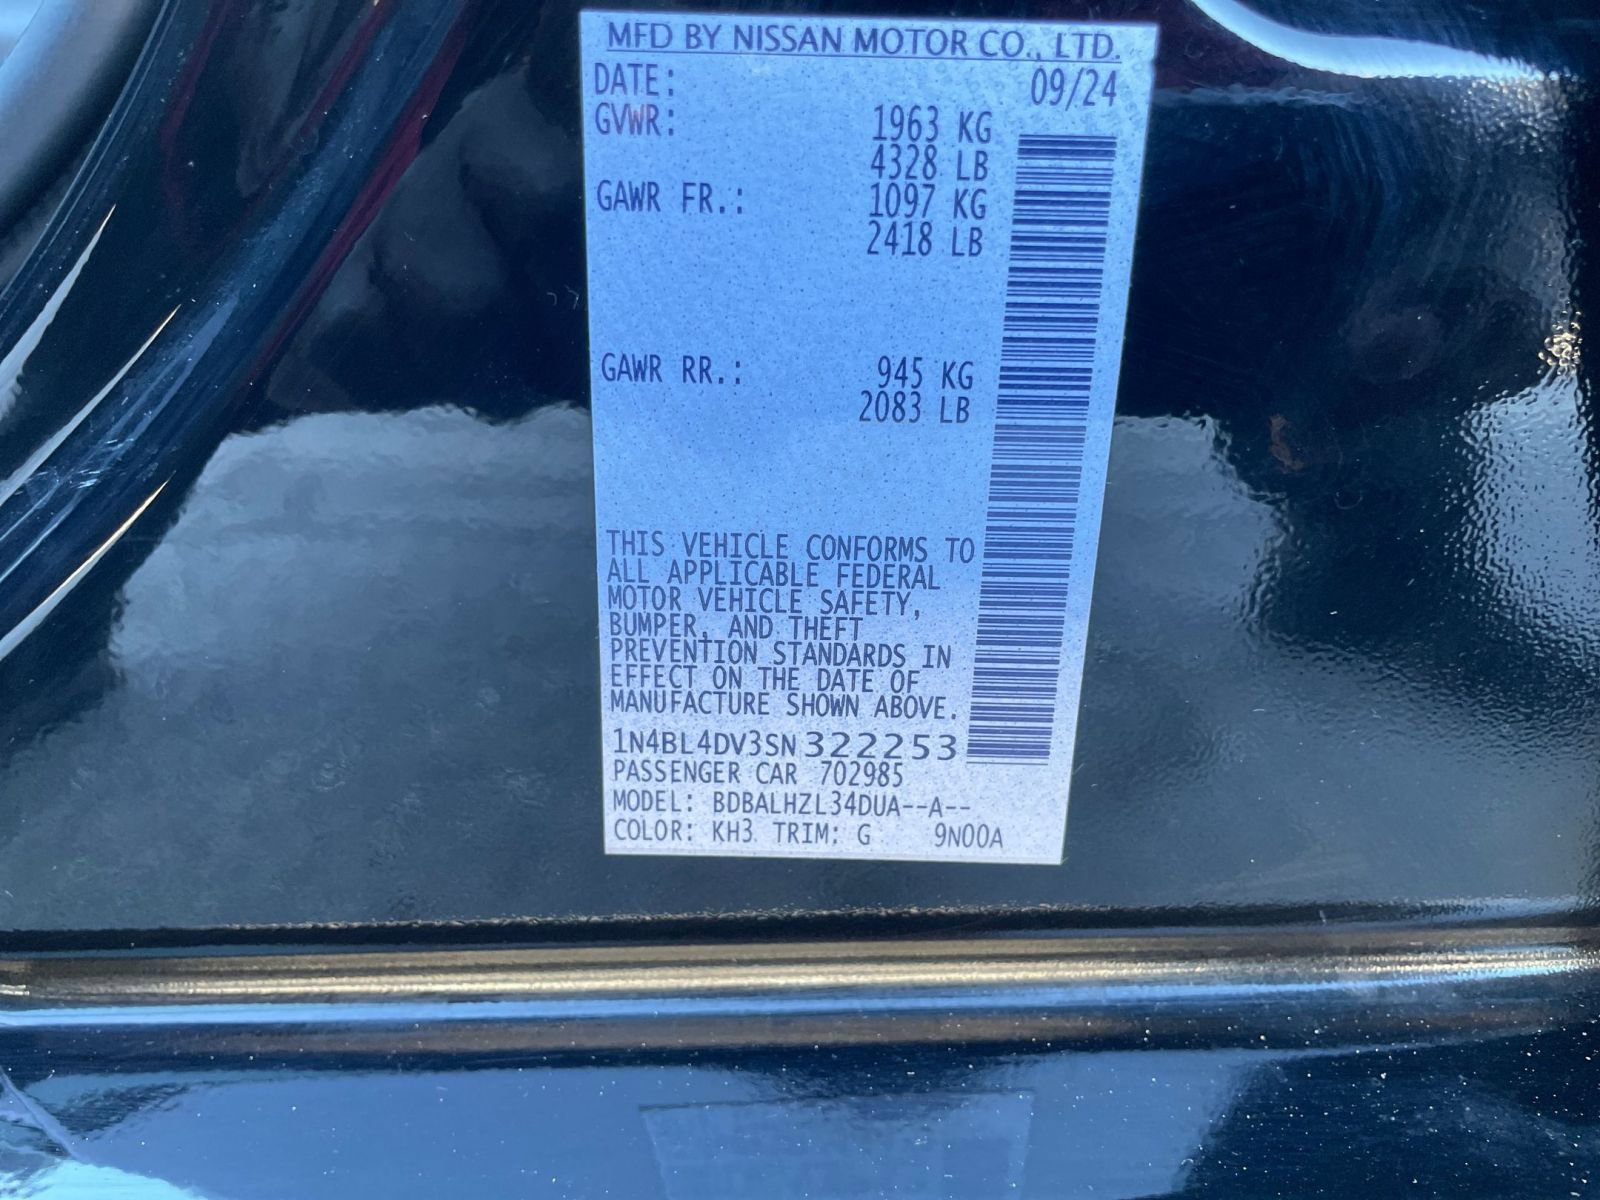 MFD BY NISSAN MOTOR CO., LTD.
DATE: 09/24
GVWR: 1963 KG
4328 LB
GAWR FR.: 1097 KG
2418 LB
GAWR RR.: 945 KG
2083 LB
THIS VEHICLE CONFORMS TO
ALL APPLICABLE FEDERAL
MOTOR VEHICLE SAFETY,
BUMPER, AND THEFT
PREVENTION STANDARDS IN
EFFECT ON THE DATE OF
MANUFACTURE SHOWN ABOVE.
1N4BL4DV3SN322253
PASSENGER CAR 702985
MODEL: BDBALHZL34DUA--A--
COLOR: KH3 TRIM: G 9N00A